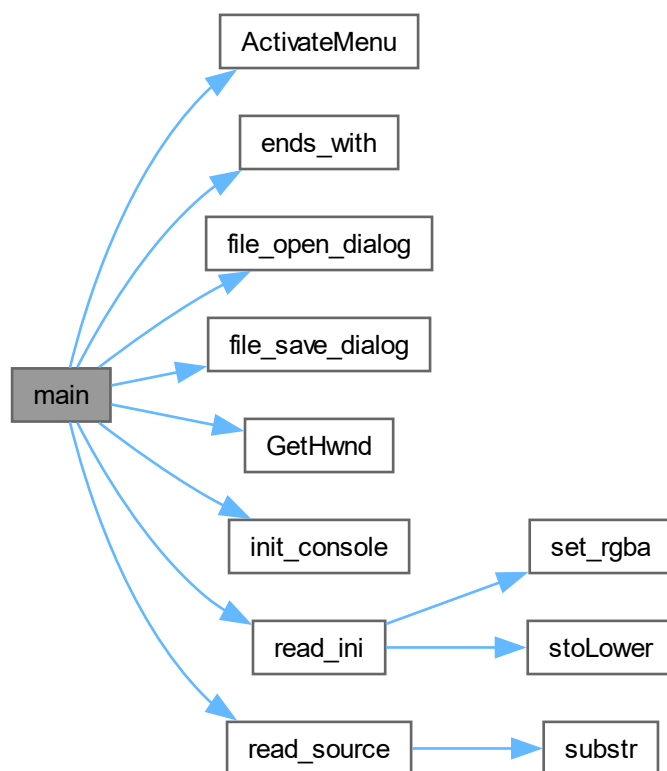 ActivateMenu
ends_with
file_open_dialog
file_save_dialog
main
GetHwnd
init_console
set_rgba
read_ini
stoLower
read_source
substr